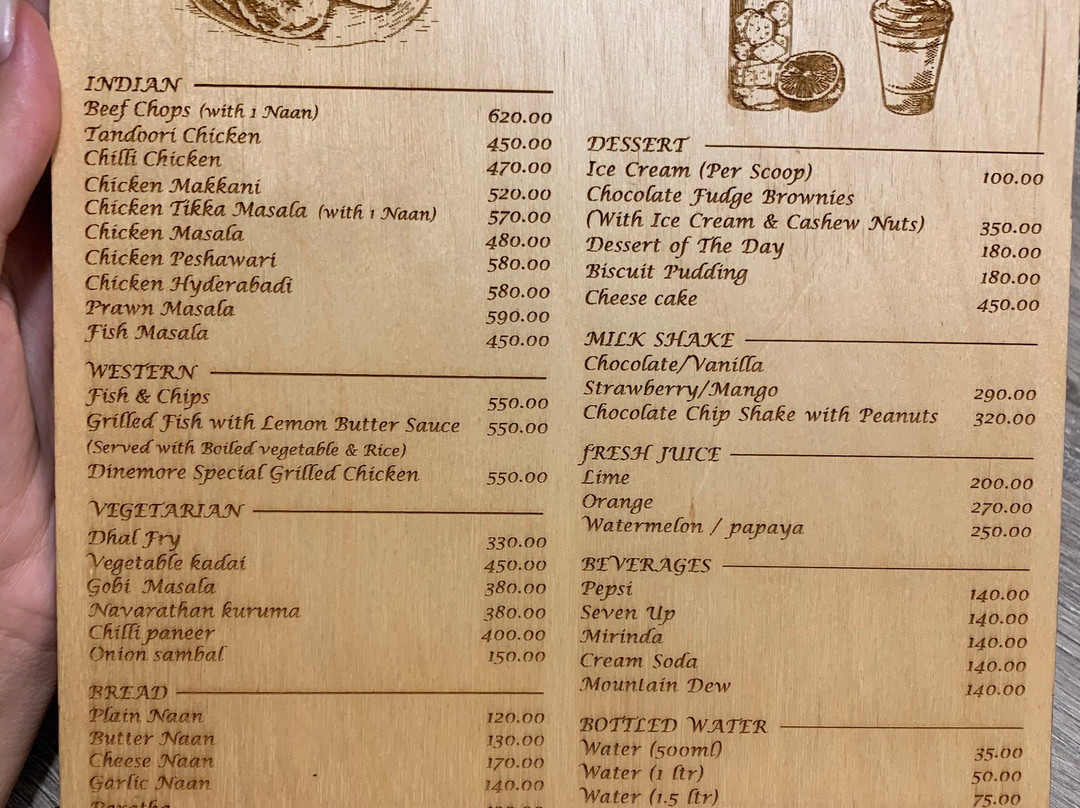 INDIAN
Beef Chops (with 1 Naan) 620.00
Tandoori Chicken 450.00
Chilli Chicken 470.00
Chicken Makkani 520.00
Chicken Tikka Masala (with 1 Naan) 570.00
Chicken Masala 480.00
Chicken Peshawari 580.00
Chicken Hyderabadi 580.00
Prawn Masala 590.00
Fish Masala 450.00
WESTERN
Fish & Chips 550.00
Grilled Fish with Lemon Butter Sauce 550.00
(Served with Boiled vegetable & Rice)
Dinemore Special Grilled Chicken 550.00
VEGETARIAN
Dhal Fry 330.00
Vegetable kadai 450.00
Gobi Masala 380.00
Navarathan kuruma 380.00
Chilli paneer 400.00
Onion sambal 150.00
BREAD
Plain Naan 120.00
Butter Naan 130.00
Cheese Naan 170.00
Garlic Naan 140.00
Paratha
DESSERT
Ice Cream (Per Scoop) 100.00
Chocolate Fudge Brownies
(With Ice Cream & Cashew Nuts) 350.00
Dessert of The Day 180.00
Biscuit Pudding 180.00
Cheese cake 450.00
MILK SHAKE
Chocolate/Vanilla
Strawberry/Mango 290.00
Chocolate Chip Shake with Peanuts 320.00
fRESH JUICE
Lime 200.00
Orange 270.00
Watermelon / papaya 250.00
BEVERAGES
Pepsi 140.00
Seven Up 140.00
Mirinda 140.00
Cream Soda 140.00
Mountain Dew 140.00
BOTTLED WATER
Water (500ml) 35.00
Water (1 ltr) 50.00
Water (1.5 ltr) 75.00